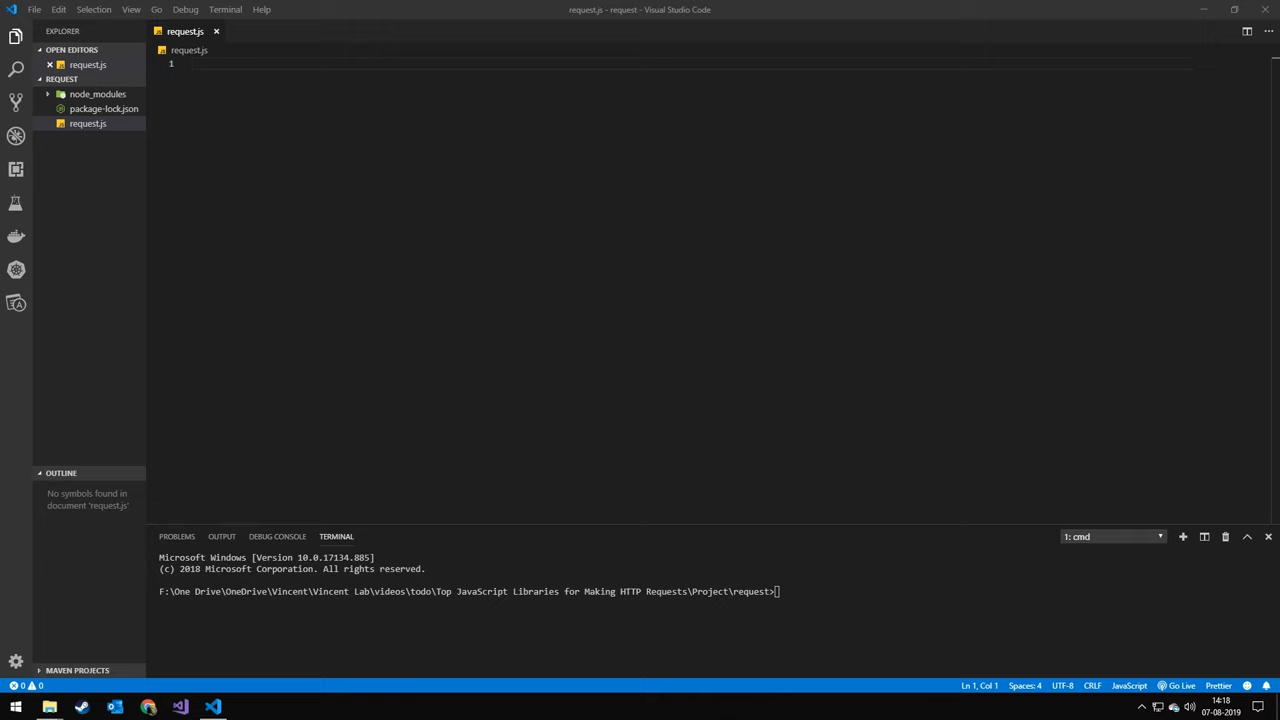 File Edit Selection View Go Debug Terminal Help
request.js - request - Visual Studio Code
EXPLORER
OPEN EDITORS
request.js
REQUEST
node_modules
package-lock.json
request.js
OUTLINE
No symbols found in
document 'request.js'
MAVEN PROJECTS
request.js
request.js
1
PROBLEMS OUTPUT DEBUG CONSOLE TERMINAL
1: cmd
Microsoft Windows [Version 10.0.17134.885]
(c) 2018 Microsoft Corporation. All rights reserved.
F:\One Drive\OneDrive\Vincent\Vincent Lab\videos\todo\Top JavaScript Libraries for Making HTTP Requests\Project\request>
0 0
Ln 1, Col 1 Spaces: 4 UTF-8 CRLF JavaScript Go Live Prettier
14:18
07-08-2019